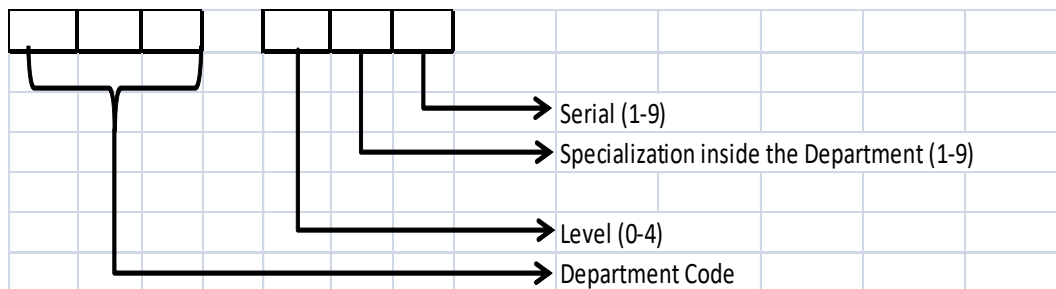 Serial (1-9)
Specialization inside the Department (1-9)
Level (0-4)
Department Code